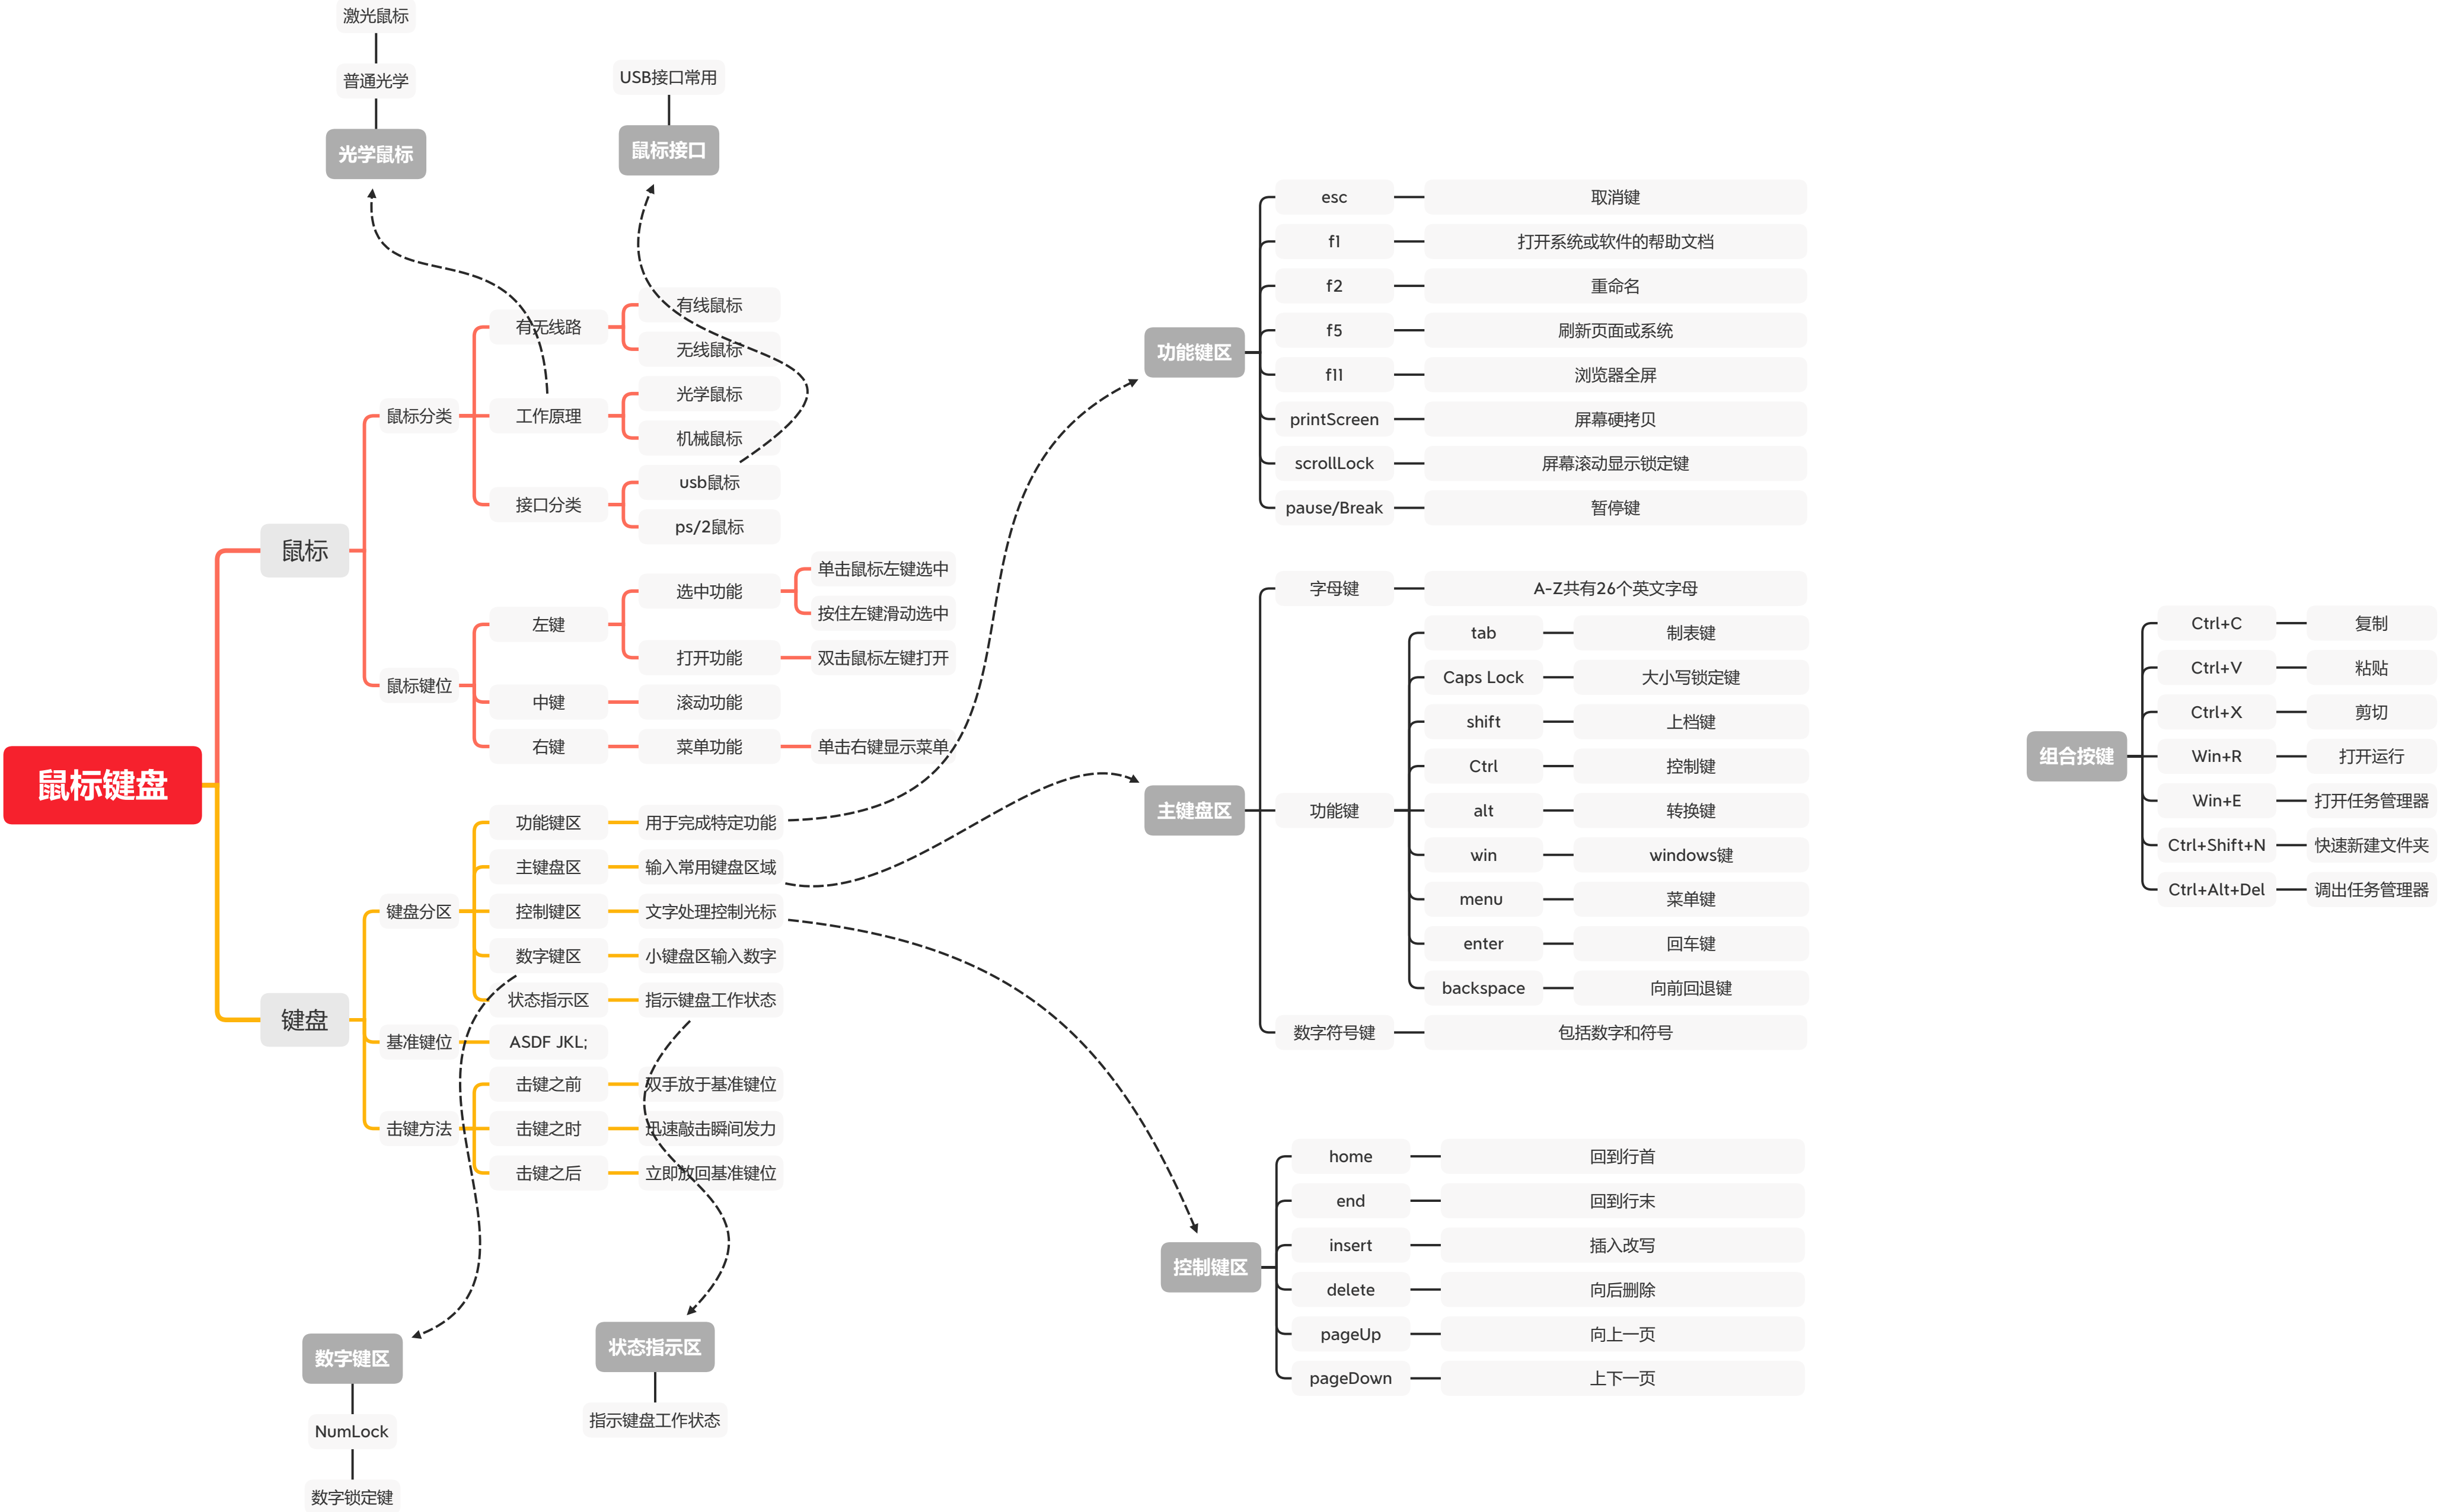 鼠标键盘
鼠标
鼠标分类
有无线路
有线鼠标
无线鼠标
工作原理
光学鼠标
机械鼠标
接口分类
usb鼠标
ps/2鼠标
鼠标键位
左键
选中功能
单击鼠标左键选中
按住左键滑动选中
打开功能
双击鼠标左键打开
中键
滚动功能
右键
菜单功能
单击右键显示菜单
键盘
键盘分区
功能键区
用于完成特定功能
主键盘区
输入常用键盘区域
控制键区
文字处理控制光标
数字键区
小键盘区输入数字
状态指示区
指示键盘工作状态
基准键位
ASDF JKL;
击键方法
击键之前
双手放于基准键位
击键之时
迅速敲击瞬间发力
击键之后
立即放回基准键位
激光鼠标
普通光学
光学鼠标
USB接口常用
鼠标接口
功能键区
esc
取消键
f1
打开系统或软件的帮助文档
f2
重命名
f5
刷新页面或系统
f11
浏览器全屏
printScreen
屏幕硬拷贝
scrollLock
屏幕滚动显示锁定键
pause/Break
暂停键
主键盘区
字母键
A-Z共有26个英文字母
功能键
tab
制表键
Caps Lock
大小写锁定键
shift
上档键
Ctrl
控制键
alt
转换键
win
windows键
menu
菜单键
enter
回车键
backspace
向前回退键
数字符号键
包括数字和符号
控制键区
home
回到行首
end
回到行末
insert
插入改写
delete
向后删除
pageUp
向上一页
pageDown
上下一页
数字键区
NumLock
数字锁定键
状态指示区
指示键盘工作状态
组合按键
Ctrl+C
复制
Ctrl+V
粘贴
Ctrl+X
剪切
Win+R
打开运行
Win+E
打开任务管理器
Ctrl+Shift+N
快速新建文件夹
Ctrl+Alt+Del
调出任务管理器